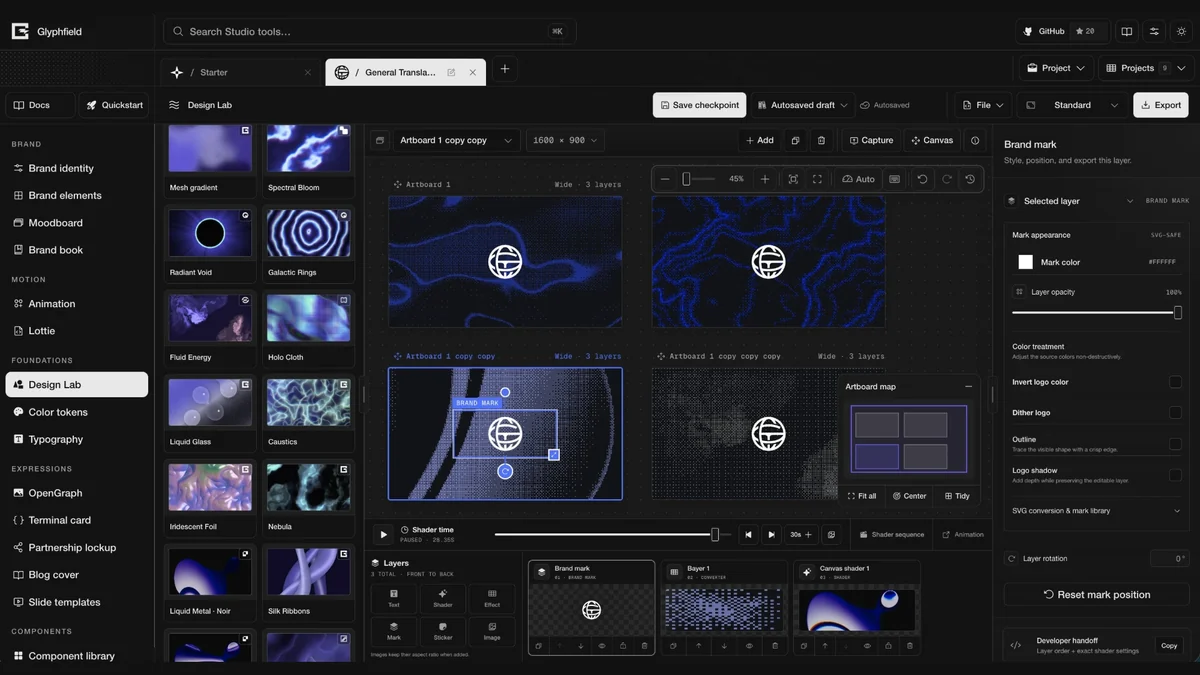 Glyphfield
Search Studio tools...
⌘K
GitHub
★ 20
/ Starter
/ General Transla...
Project
Projects 9
Docs
Quickstart
Design Lab
Save checkpoint
Autosaved draft
Autosaved
File
Standard
Export
BRAND
Brand identity
Brand elements
Moodboard
Brand book
MOTION
Animation
Lottie
FOUNDATIONS
Design Lab
Color tokens
Typography
EXPRESSIONS
OpenGraph
Terminal card
Partnership lockup
Blog cover
Slide templates
COMPONENTS
Component library
Mesh gradient
Spectral Bloom
Radiant Void
Galactic Rings
Fluid Energy
Holo Cloth
Liquid Glass
Caustics
Iridescent Foil
Nebula
Liquid Metal · Noir
Silk Ribbons
Artboard 1 copy copy
1600 × 900
+ Add
Capture
Canvas
45%
Auto
Artboard 1
Wide · 3 layers
Artboard 1 copy copy
Wide · 3 layers
Artboard 1 copy copy copy
Wide · 3 layers
BRAND MARK
Artboard map
Fit all
Center
Tidy
Shader time
PAUSED · 28.35S
30s +
Shader sequence
Animation
Layers
3 TOTAL · FRONT TO BACK
Text
Shader
Effect
Mark
Sticker
Image
Images keep their aspect ratio when added.
Brand mark
01 · BRAND MARK
Bayer 1
02 · CONVERTER
Canvas shader 1
03 · SHADER
Brand mark
Style, position, and export this layer.
Selected layer
BRAND MARK
Mark appearance
SVG-SAFE
Mark color
#FFFFFF
Layer opacity
100%
Color treatment
Adjust the source colors non-destructively.
Invert logo color
Dither logo
Outline
Trace the visible shape with a crisp edge.
Logo shadow
Add depth while preserving the editable layer.
SVG conversion & mark library
Layer rotation
0°
Reset mark position
Developer handoff
Layer order + exact shader settings
Copy